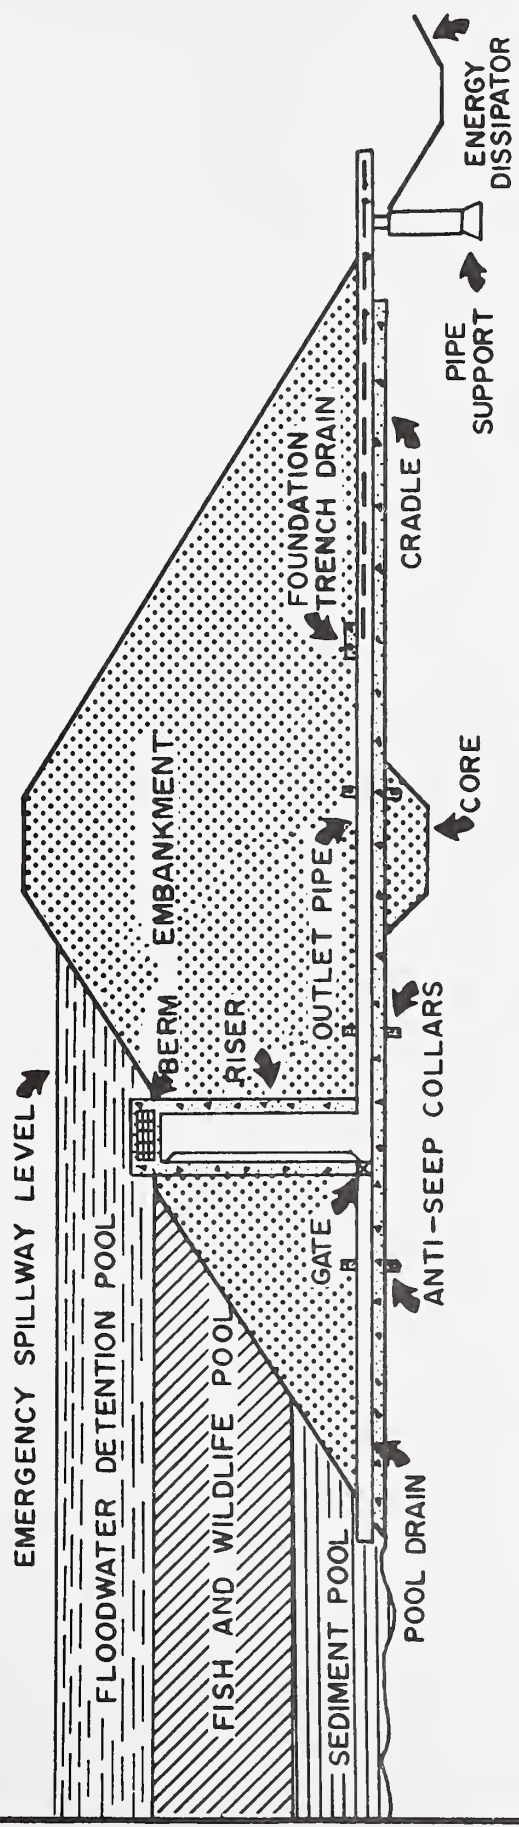 EMERGENCY SPILLWAY LEVEL
FLOODWATER DETENTION POOL
FISH AND WILDLIFE POOL
SEDIMENT POOL
POOL DRAIN
BERM
EMBANKMENT
RISER
GATE
OUTLET PIPE
ANTI-SEEP COLLARS
FOUNDATION
TRENCH DRAIN
CORE
CRADLE
PIPE
SUPPORT
ENERGY
DISSIPATOR